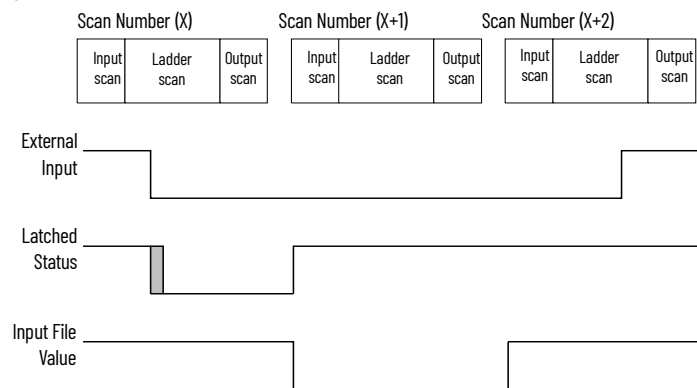 Scan Number (X) Scan Number (X+1) Scan Number (X+2)
Input Ladder Output Input Ladder Output Input Ladder Output
scan scan scan scan scan scan scan scan scan
External
Input
Latched
Status
Input File
Value